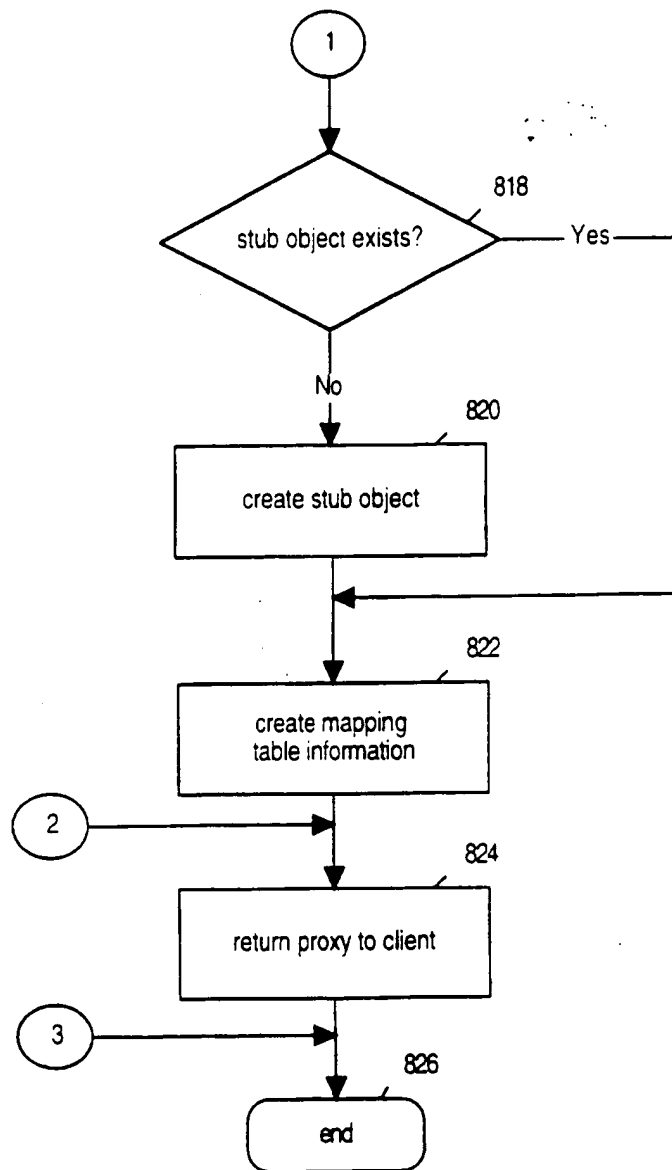 1
818
stub object exists?
Yes
No
820
create stub object
822
create mapping
table information
2
824
return proxy to client
3
826
end